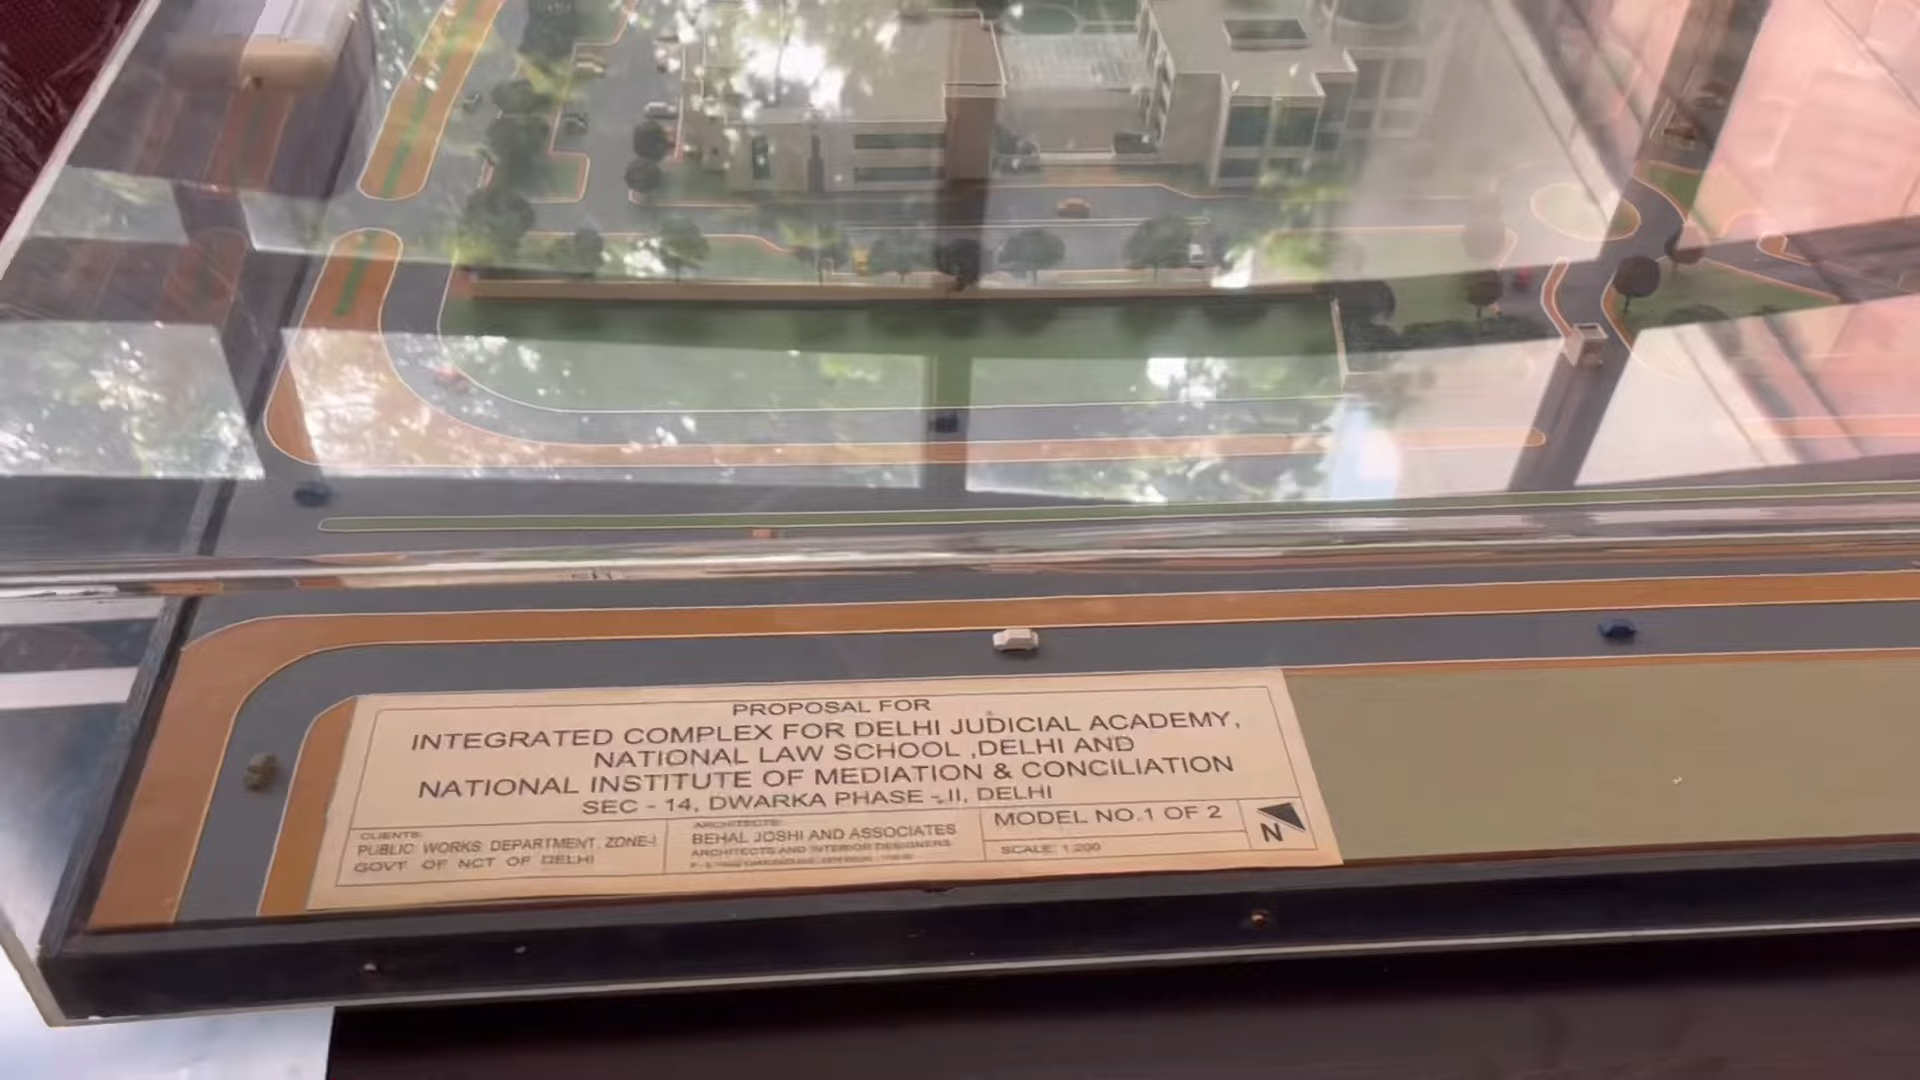 PROPOSAL FOR
INTEGRATED COMPLEX FOR DELHI JUDICIAL ACADEMY,
NATIONAL LAW SCHOOL ,DELHI AND
NATIONAL INSTITUTE OF MEDIATION & CONCILIATION
SEC - 14, DWARKA PHASE - II, DELHI
CLIENTS:
PUBLIC WORKS DEPARTMENT, ZONE-I
GOVT OF NCT OF DELHI
ARCHITECTS:
BEHAL JOSHI AND ASSOCIATES
ARCHITECTS AND INTERIOR DESIGNERS
MODEL NO.1 OF 2
SCALE 1:200
N